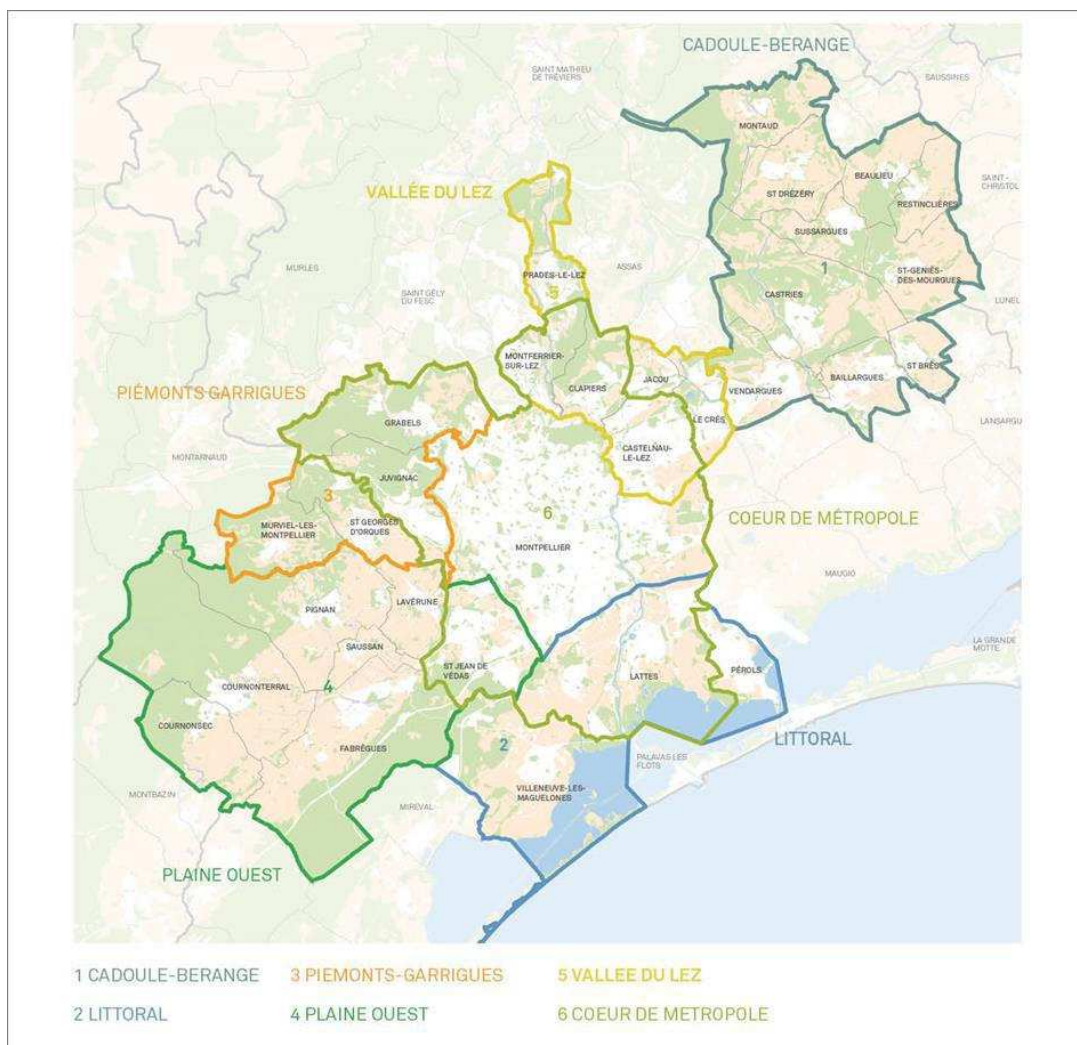 CADOULE-BERANGE
SAINT MATHIEU
DE TRÉVIERS
SAUSSINES
MONTAUD
BEAULIEU
SAINT-
CHRISTOL
VALLÉE DU LEZ
ST DRÉZÉRY
RESTINCLIÈRES
SUSSARGUES
MURLES
ASSAS
PRADES-LE-LEZ
1
ST-GENIÉS-
DES-MOURGUES
SAINT GÉLY
DU FESC
5
CASTRIES
LUNEL
MONTFERRIER-
SUR-LEZ
CLAPIERS
JACOU
VENDARGUES
BAILLARGUES
ST BRÈS
PIÉMONTS GARRIGUES
GRABELS
LE CRÈS
LANSARGU
CASTELNAU-
LE-LEZ
MONTARNAUD
JUVIGNAC
3
6
COEUR DE MÉTROPOLE
MURVIEL-LES-
MONTPELLIER
ST GEORGES
D'ORQUES
MONTPELLIER
MAUGIO
PIGNAN
LAVÉRUNE
LA GRANDE
MOTTE
SAUSSAN
ST JEAN DE
VÉDAS
LATTES
PÉROLS
COURNONTERRAL
4
COURNONSEC
FABRÈGUES
2
LITTORAL
PALAVAS LES
FLOTS
VILLENEUVE-LES-
MAGUELONES
MONTBAZIN
MIREVAL
PLAINE OUEST
1 CADOULE-BERANGE
3 PIEMONTS-GARRIGUES
5 VALLEE DU LEZ
2 LITTORAL
4 PLAINE OUEST
6 COEUR DE METROPOLE